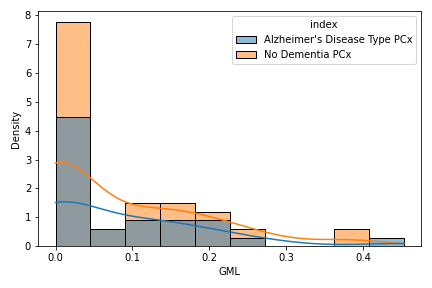 index
Alzheimer's Disease Type PCx
No Dementia PCx
8
7
6
5
4
3
2
1
0
Density
0.0 0.1 0.2 0.3 0.4
GML